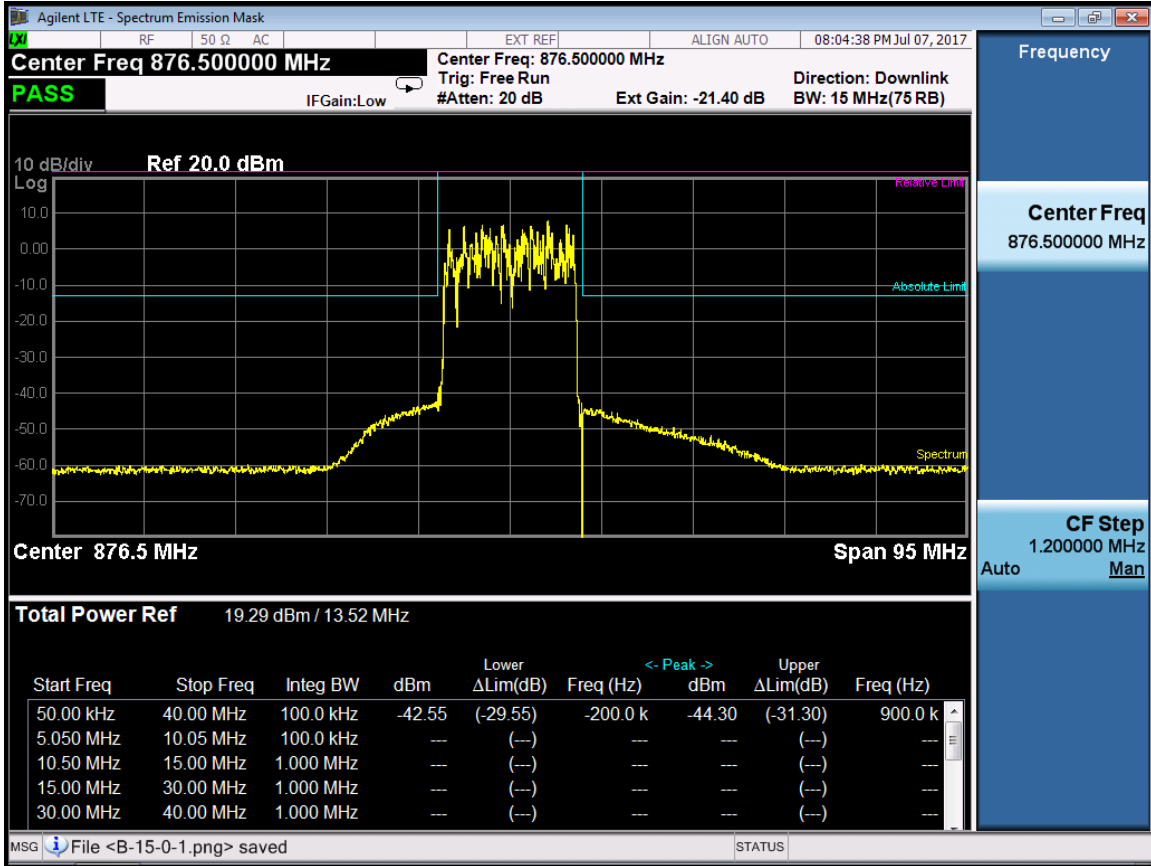 Agilent LTE - Spectrum Emission Mask
LXI RF 50 Ω AC EXT REF ALIGN AUTO 08:04:38 PM Jul 07, 2017
Center Freq 876.500000 MHz
Center Freq: 876.500000 MHz
Trig: Free Run Direction: Downlink
PASS IFGain:Low #Atten: 20 dB Ext Gain: -21.40 dB BW: 15 MHz(75 RB)
10 dB/div Ref 20.0 dBm
Log
Relative Limit
10.0
0.00
-10.0
Absolute Limit
-20.0
-30.0
-40.0
-50.0
-60.0
Spectrum
-70.0
Center 876.5 MHz Span 95 MHz
Total Power Ref 19.29 dBm / 13.52 MHz
Lower <- Peak -> Upper
Start Freq Stop Freq Integ BW dBm ΔLim(dB) Freq (Hz) dBm ΔLim(dB) Freq (Hz)
50.00 kHz 40.00 MHz 100.0 kHz -42.55 (-29.55) -200.0 k -44.30 (-31.30) 900.0 k
5.050 MHz 10.05 MHz 100.0 kHz --- (---) --- --- (---) ---
10.50 MHz 15.00 MHz 1.000 MHz --- (---) --- --- (---) ---
15.00 MHz 30.00 MHz 1.000 MHz --- (---) --- --- (---) ---
30.00 MHz 40.00 MHz 1.000 MHz --- (---) --- --- (---) ---
MSG File <B-15-0-1.png> saved STATUS
Frequency
Center Freq
876.500000 MHz
CF Step
1.200000 MHz
Auto Man